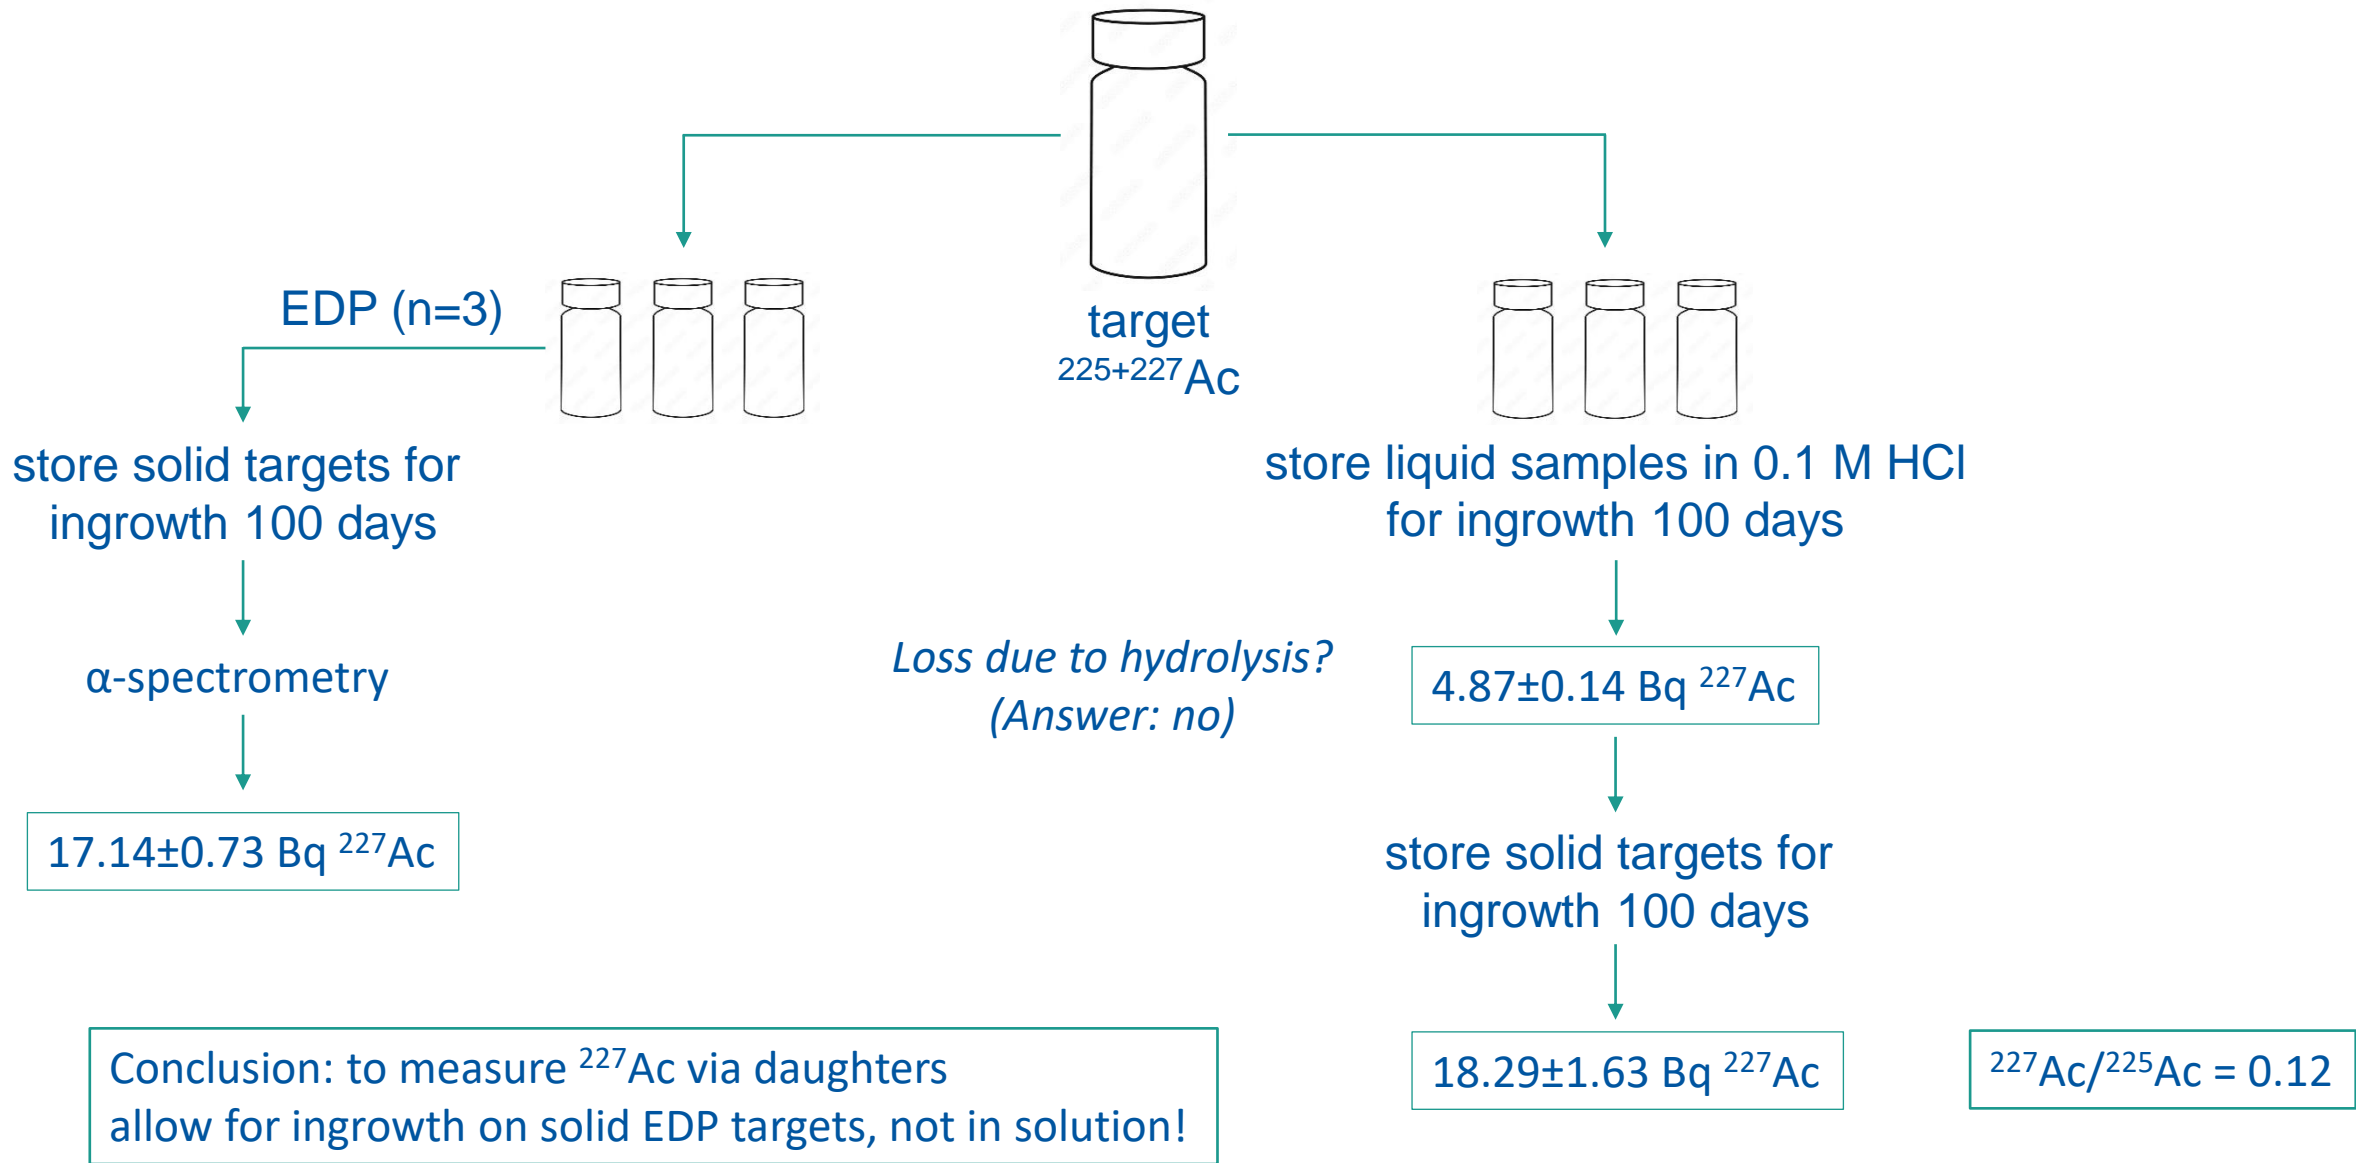 target
²²⁵⁺²²⁷Ac
EDP (n=3)
store solid targets for
ingrowth 100 days
α-spectrometry
17.14±0.73 Bq ²²⁷Ac
store liquid samples in 0.1 M HCl
for ingrowth 100 days
Loss due to hydrolysis?
(Answer: no)
4.87±0.14 Bq ²²⁷Ac
store solid targets for
ingrowth 100 days
18.29±1.63 Bq ²²⁷Ac
²²⁷Ac/²²⁵Ac = 0.12
Conclusion: to measure ²²⁷Ac via daughters
allow for ingrowth on solid EDP targets, not in solution!